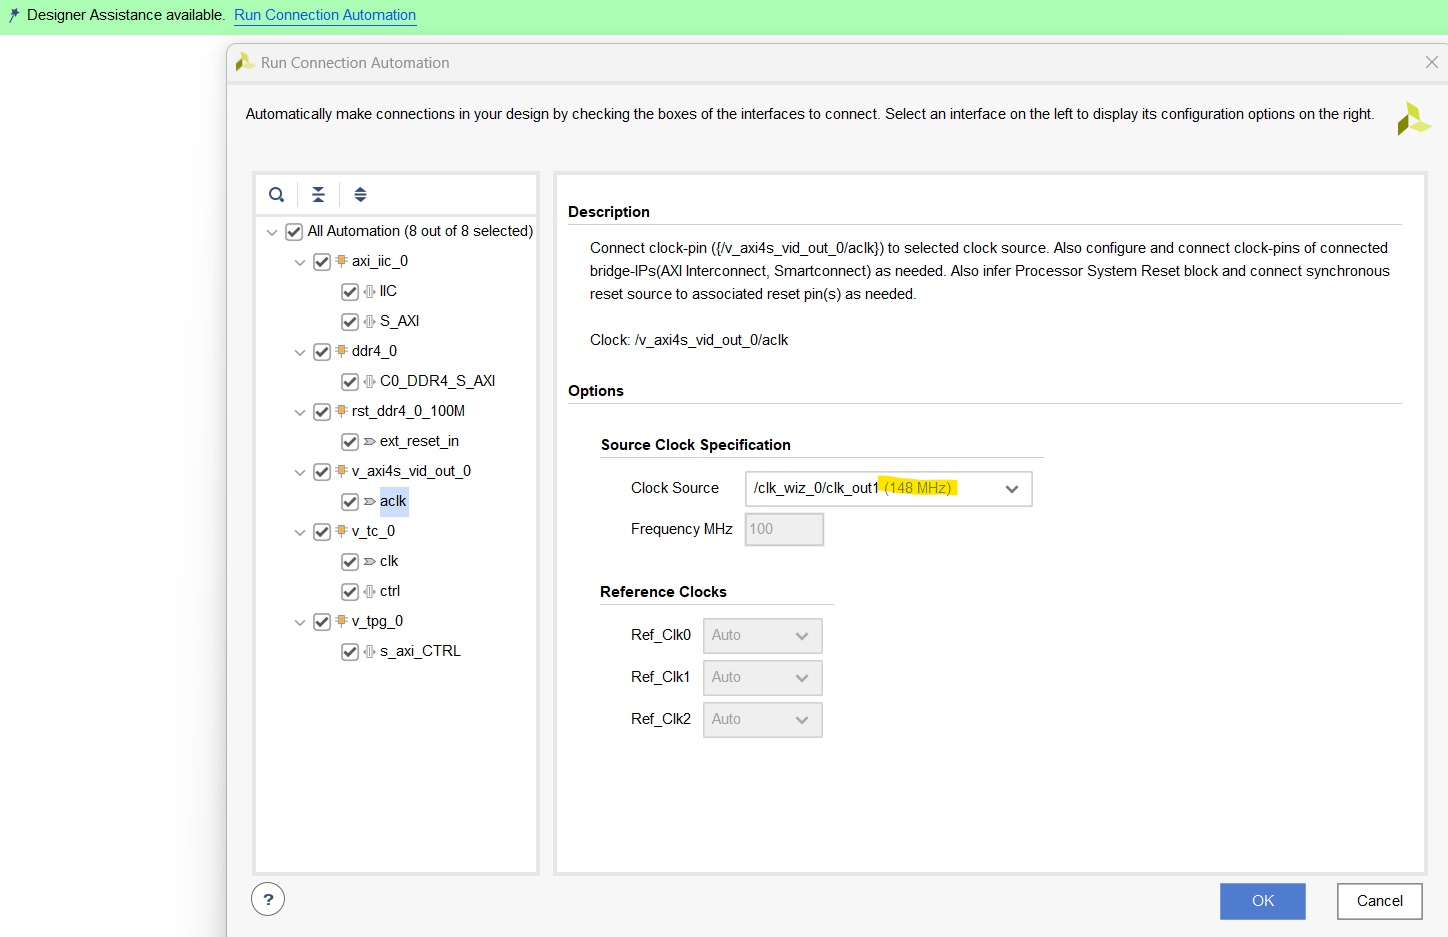 Designer Assistance available. Run Connection Automation
Run Connection Automation
Automatically make connections in your design by checking the boxes of the interfaces to connect. Select an interface on the left to display its configuration options on the right.
All Automation (8 out of 8 selected)
axi_iic_0
IIC
S_AXI
ddr4_0
C0_DDR4_S_AXI
rst_ddr4_0_100M
ext_reset_in
v_axi4s_vid_out_0
aclk
v_tc_0
clk
ctrl
v_tpg_0
s_axi_CTRL
Description
Connect clock-pin ({/v_axi4s_vid_out_0/aclk}) to selected clock source. Also configure and connect clock-pins of connected
bridge-IPs(AXI Interconnect, Smartconnect) as needed. Also infer Processor System Reset block and connect synchronous
reset source to associated reset pin(s) as needed.
Clock: /v_axi4s_vid_out_0/aclk
Options
Source Clock Specification
Clock Source /clk_wiz_0/clk_out1 (148 MHz)
Frequency MHz 100
Reference Clocks
Ref_Clk0 Auto
Ref_Clk1 Auto
Ref_Clk2 Auto
?
OK Cancel